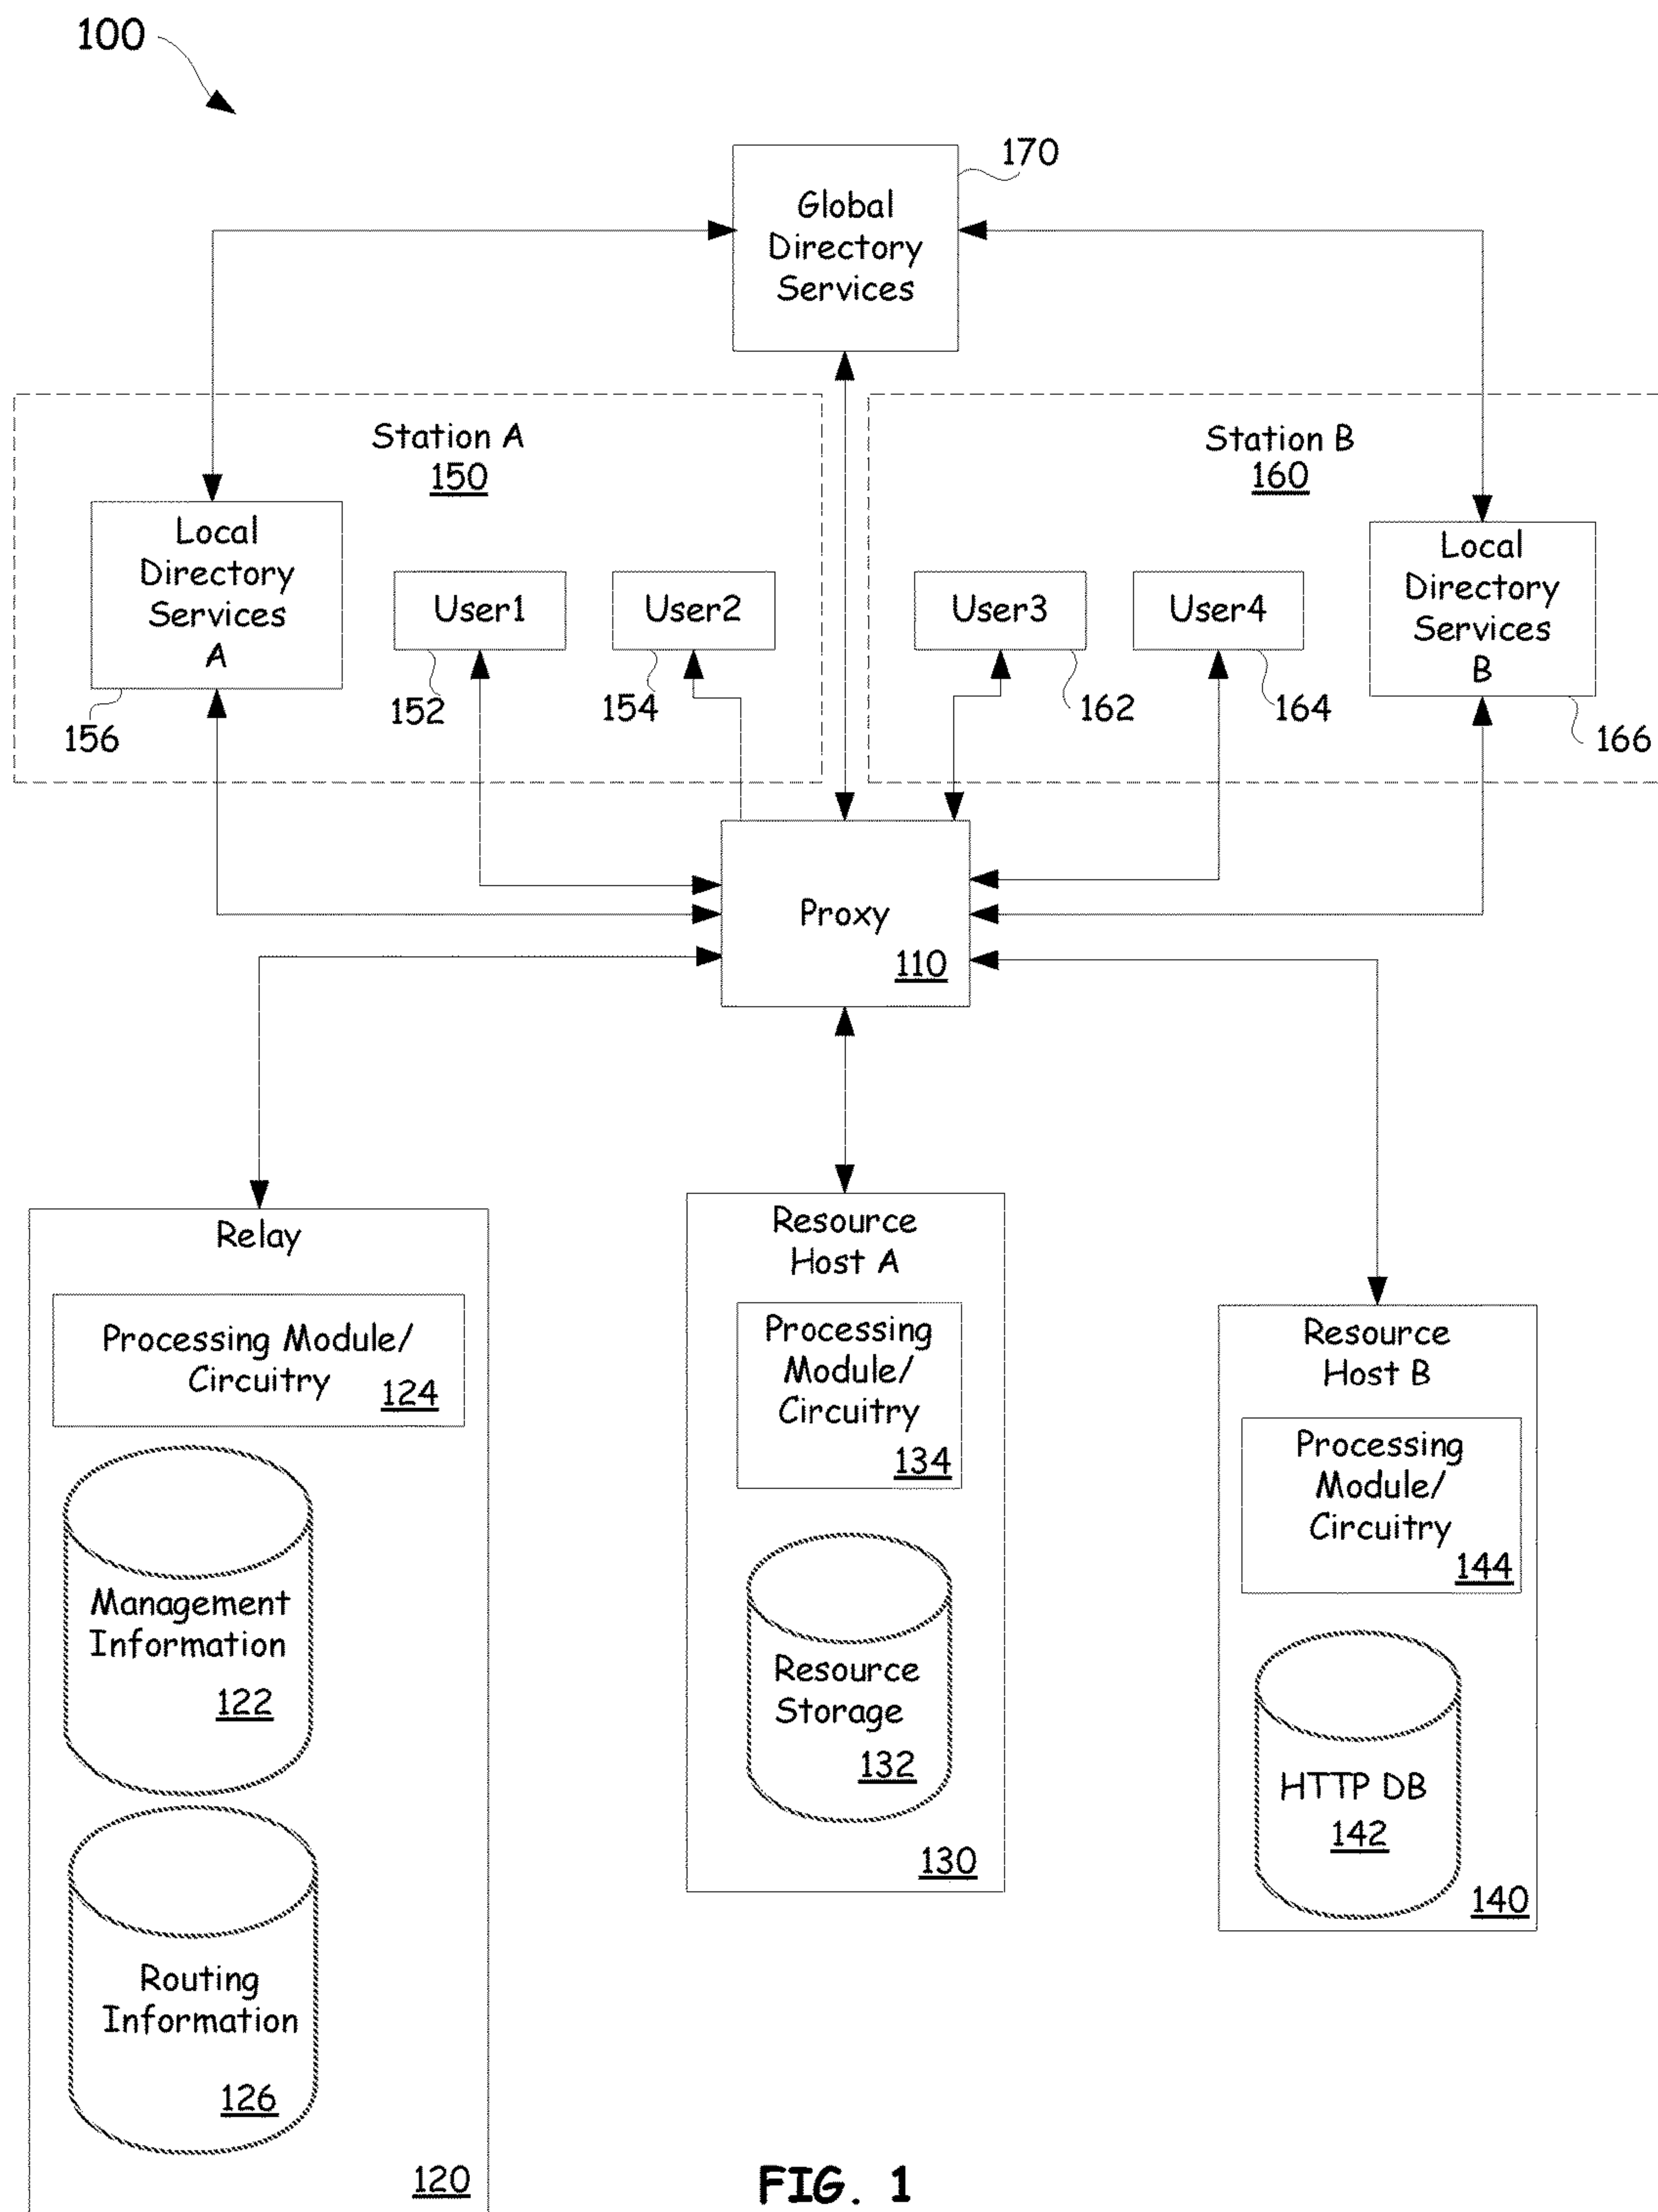 100
170
Global
Directory
Services
Station A
150
Station B
160
Local
Directory
Services
A
156
User1
152
User2
154
User3
162
User4
164
Local
Directory
Services
B
166
Proxy
110
Relay
Processing Module/
Circuitry 124
Management
Information
122
Routing
Information
126
120
Resource
Host A
Processing
Module/
Circuitry
134
Resource
Storage
132
130
Resource
Host B
Processing
Module/
Circuitry
144
HTTP DB
142
140
FIG. 1